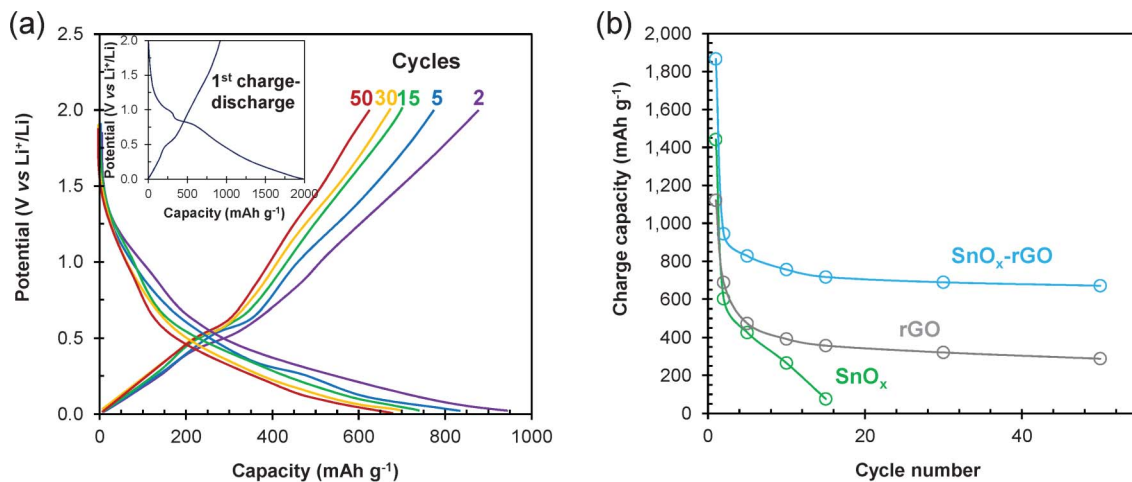 (a)
2.5
2.0
1.5
1.0
0.5
0.0
Potential (V vs Li⁺/Li)
0
200
400
600
800
1000
Capacity (mAh g⁻¹)
Cycles
50 30 15 5 2
2.0
1.5
1.0
0.5
0.0
Potential (V vs Li⁺/Li)
1ˢᵗ charge-
discharge
0 500 1000 1500 2000
Capacity (mAh g⁻¹)
(b)
2,000
1,800
1,600
1,400
1,200
1,000
800
600
400
200
0
Charge capacity (mAh g⁻¹)
SnOₓ-rGO
rGO
SnOₓ
0 20 40
Cycle number